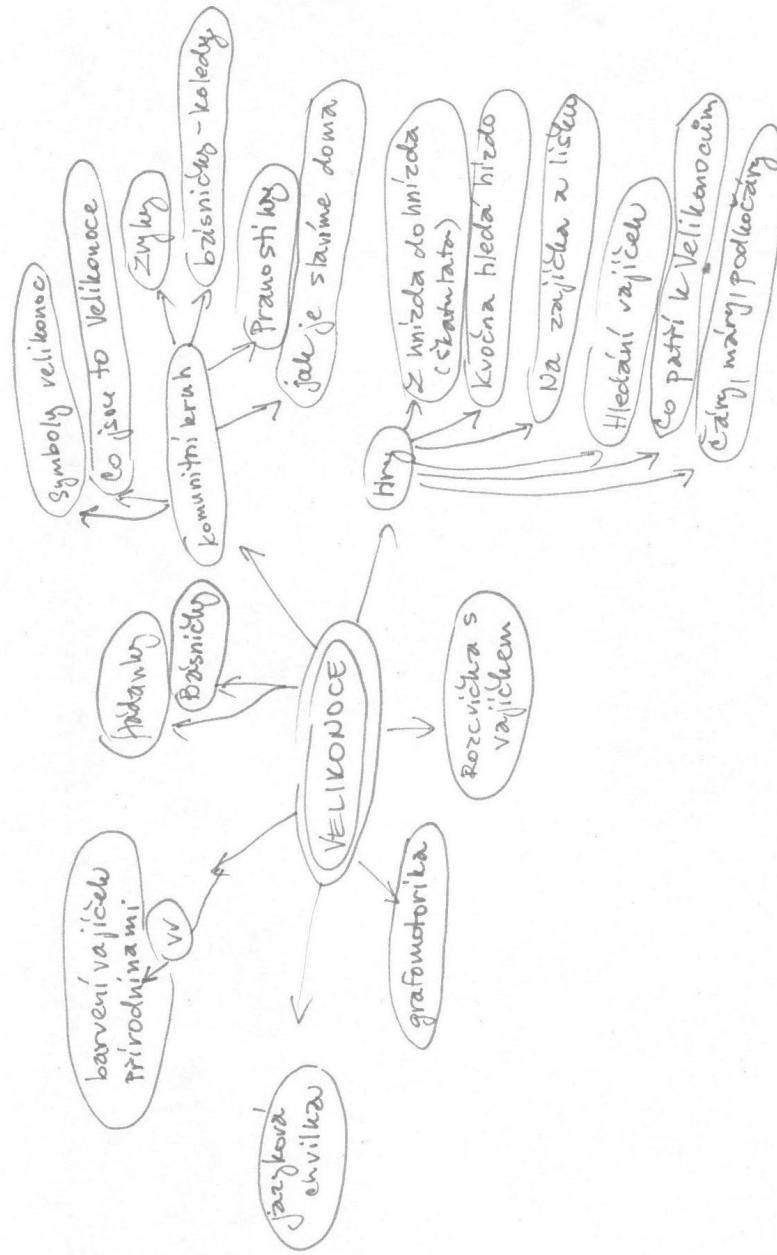 Symboly velikonoc
Co jsou to Velikonoce
Zvyky
básničky - koledy
komunitní kruh
Pranostiky
jak je slavíme doma
Hádanky
Básničky
barvení vajíček
přírodninami
VV
VELIKONOCE
jazyková
chvilka
grafomotorika
Rozcvička s
vajíčkem
Hry
Z hnízda do hnízda
(škatulata)
Kvočna hledá hnízdo
Na zajíčka a lišku
Hledání vajíček
Co patří k Velikonocům
Čáry, máry, podkočáry